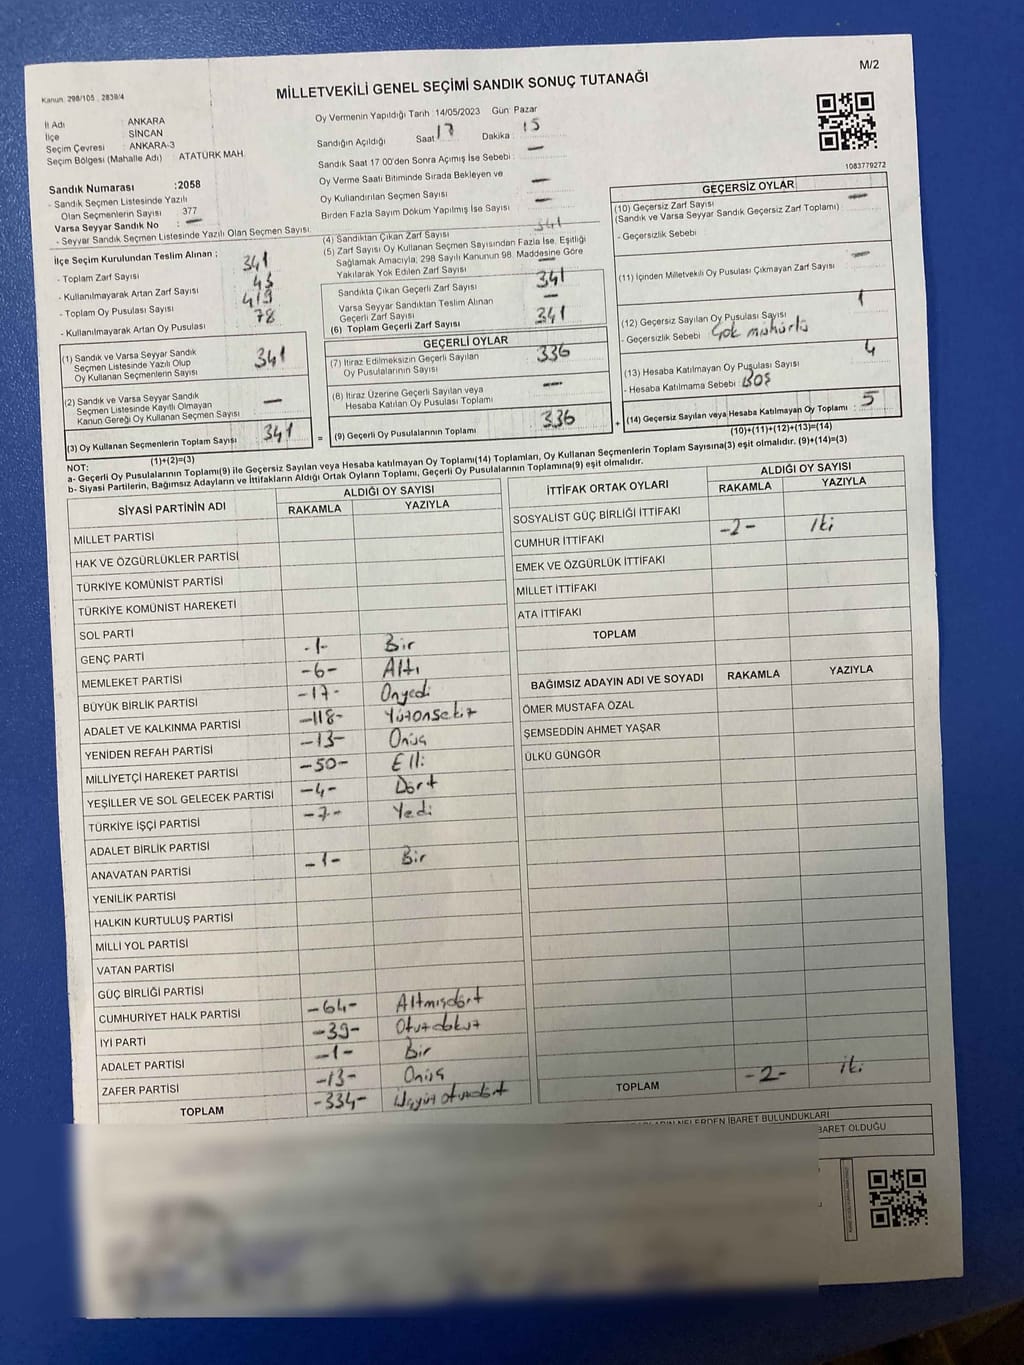 M/2
Kanun 298/105 , 2839/4
MİLLETVEKİLİ GENEL SEÇİMİ SANDIK SONUÇ TUTANAĞI
İl Adı : ANKARA
İlçe : SİNCAN
Seçim Çevresi : ANKARA-3
Seçim Bölgesi (Mahalle Adı) : ATATÜRK MAH.
Oy Vermenin Yapıldığı Tarih :14/05/2023 Gün Pazar
Sandığın Açıldığı Saat 17 Dakika : 15
Sandık Saat 17 00'den Sonra Açımış İse Sebebi : —
Oy Verme Saati Bitiminde Sırada Bekleyen ve
Oy Kullandırılan Seçmen Sayısı —
Birden Fazla Sayım Döküm Yapılmış İse Sayısı —
1083779272
Sandık Numarası :2058
- Sandık Seçmen Listesinde Yazılı
Olan Seçmenlerin Sayısı 377
Varsa Seyyar Sandık No : —
- Seyyar Sandık Seçmen Listesinde Yazılı Olan Seçmen Sayısı:
İlçe Seçim Kurulundan Teslim Alınan :
- Toplam Zarf Sayısı 341
- Kullanılmayarak Artan Zarf Sayısı
- Toplam Oy Pusulası Sayısı 419
- Kullanılmayarak Artan Oy Pusulası 78
(1) Sandık ve Varsa Seyyar Sandık
Seçmen Listesinde Yazılı Olup
Oy Kullanan Seçmenlerin Sayısı 341
(2) Sandık ve Varsa Seyyar Sandık
Seçmen Listesinde Kayıtlı Olmayan
Kanun Gereği Oy Kullanan Seçmen Sayısı —
(3) Oy Kullanan Seçmenlerin Toplam Sayısı 341
(1)+(2)=(3)
(4) Sandıktan Çıkan Zarf Sayısı 341
(5) Zarf Sayısı Oy Kullanan Seçmen Sayısından Fazla İse, Eşitliği
Sağlamak Amacıyla; 298 Sayılı Kanunun 98. Maddesine Göre
Yakılarak Yok Edilen Zarf Sayısı —
Sandıkta Çıkan Geçerli Zarf Sayısı 341
Varsa Seyyar Sandıktan Teslim Alınan
Geçerli Zarf Sayısı —
(6) Toplam Geçerli Zarf Sayısı 341
GEÇERLİ OYLAR
(7) İtiraz Edilmeksizin Geçerli Sayılan
Oy Pusulalarının Sayısı 336
(8) İtiraz Üzerine Geçerli Sayılan veya
Hesaba Katılan Oy Pusulası Toplamı —
= (9) Geçerli Oy Pusulalarının Toplamı 336
GEÇERSİZ OYLAR
(10) Geçersiz Zarf Sayısı —
(Sandık ve Varsa Seyyar Sandık Geçersiz Zarf Toplamı)
- Geçersizlik Sebebi
(11) İçinden Milletvekili Oy Pusulası Çıkmayan Zarf Sayısı —
(12) Geçersiz Sayılan Oy Pusulası Sayısı 1
- Geçersizlik Sebebi Çok mühürlü
(13) Hesaba Katılmayan Oy Pusulası Sayısı 4
- Hesaba Katılmama Sebebi : BOŞ
+ (14) Geçersiz Sayılan veya Hesaba Katılmayan Oy Toplamı 5
(10)+(11)+(12)+(13)=(14)
NOT:
a- Geçerli Oy Pusulalarının Toplamı(9) ile Geçersiz Sayılan veya Hesaba katılmayan Oy Toplamı(14) Toplamları, Oy Kullanan Seçmenlerin Toplam Sayısına(3) eşit olmalıdır. (9)+(14)=(3)
b- Siyasi Partilerin, Bağımsız Adayların ve İttifakların Aldığı Ortak Oyların Toplamı, Geçerli Oy Pusulalarının Toplamına(9) eşit olmalıdır.
SİYASİ PARTİNİN ADI ALDIĞI OY SAYISI
RAKAMLA YAZIYLA
MİLLET PARTİSİ
HAK VE ÖZGÜRLÜKLER PARTİSİ
TÜRKİYE KOMÜNİST PARTİSİ
TÜRKİYE KOMÜNİST HAREKETİ
SOL PARTİ
GENÇ PARTİ -1- Bir
MEMLEKET PARTİSİ -6- Altı
BÜYÜK BİRLİK PARTİSİ -17- Onyedi
ADALET VE KALKINMA PARTİSİ -118- Yüzonsekiz
YENİDEN REFAH PARTİSİ -13- Onüç
MİLLİYETÇİ HAREKET PARTİSİ -50- Elli
YEŞİLLER VE SOL GELECEK PARTİSİ -4- Dört
TÜRKİYE İŞÇİ PARTİSİ -7- Yedi
ADALET BİRLİK PARTİSİ
ANAVATAN PARTİSİ -1- Bir
YENİLİK PARTİSİ
HALKIN KURTULUŞ PARTİSİ
MİLLİ YOL PARTİSİ
VATAN PARTİSİ
GÜÇ BİRLİĞİ PARTİSİ
CUMHURİYET HALK PARTİSİ -64- Altmışdört
İYİ PARTİ -39- Otuzdokuz
ADALET PARTİSİ -1- Bir
ZAFER PARTİSİ -13- Onüç
TOPLAM -334- Üçyüz otuzdört
İTTİFAK ORTAK OYLARI ALDIĞI OY SAYISI
RAKAMLA YAZIYLA
SOSYALİST GÜÇ BİRLİĞİ İTTİFAKI
CUMHUR İTTİFAKI -2- İki
EMEK VE ÖZGÜRLÜK İTTİFAKI
MİLLET İTTİFAKI
ATA İTTİFAKI
TOPLAM
BAĞIMSIZ ADAYIN ADI VE SOYADI RAKAMLA YAZIYLA
ÖMER MUSTAFA ÖZAL
ŞEMSEDDİN AHMET YAŞAR
ÜLKÜ GÜNGÖR
TOPLAM -2- iki
NELERDEN İBARET BULUNDUKLARI
BARET OLDUĞU